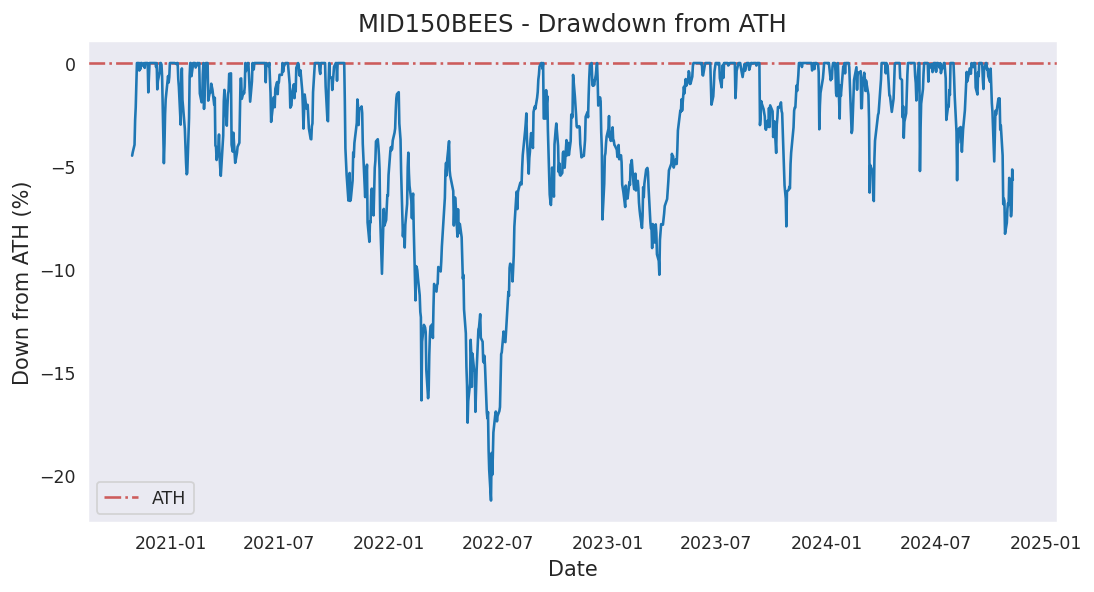 MID150BEES - Drawdown from ATH
Down from ATH (%)
0
−5
−10
−15
−20
ATH
2021-01 2021-07 2022-01 2022-07 2023-01 2023-07 2024-01 2024-07 2025-01
Date